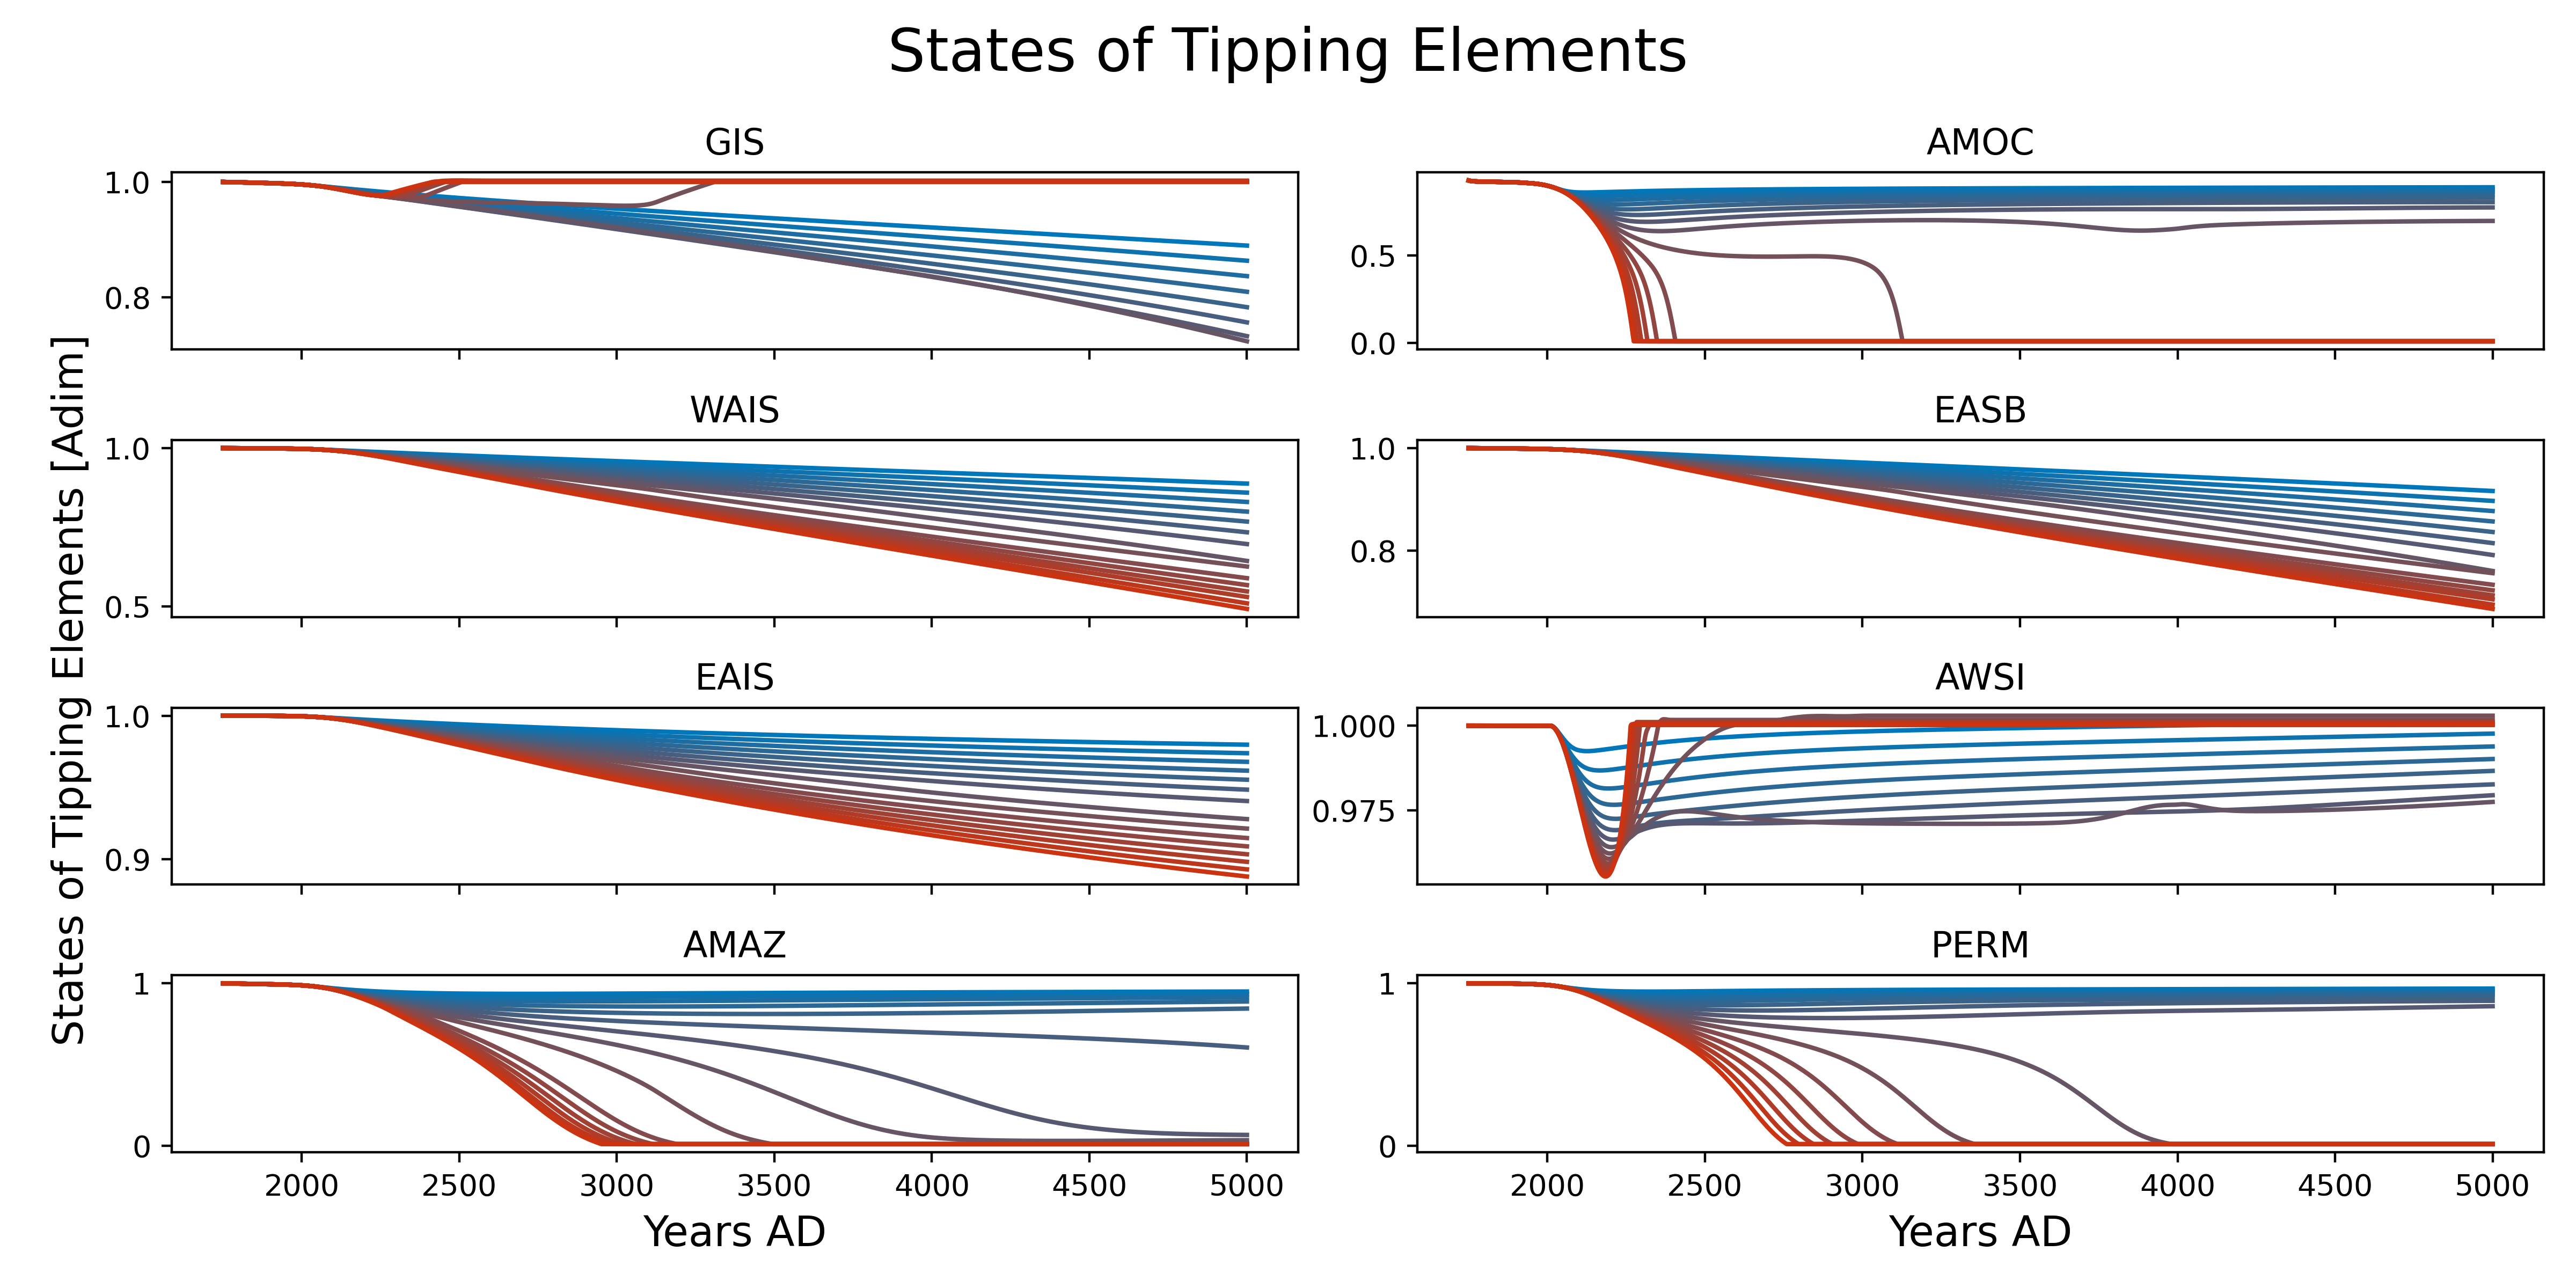 States of Tipping Elements
GIS
1.0
0.8
AMOC
0.5
0.0
WAIS
1.0
0.5
EASB
1.0
0.8
EAIS
1.0
0.9
AWSI
1.000
0.975
AMAZ
1
0
2000 2500 3000 3500 4000 4500 5000
Years AD
PERM
1
0
2000 2500 3000 3500 4000 4500 5000
Years AD
States of Tipping Elements [Adim]